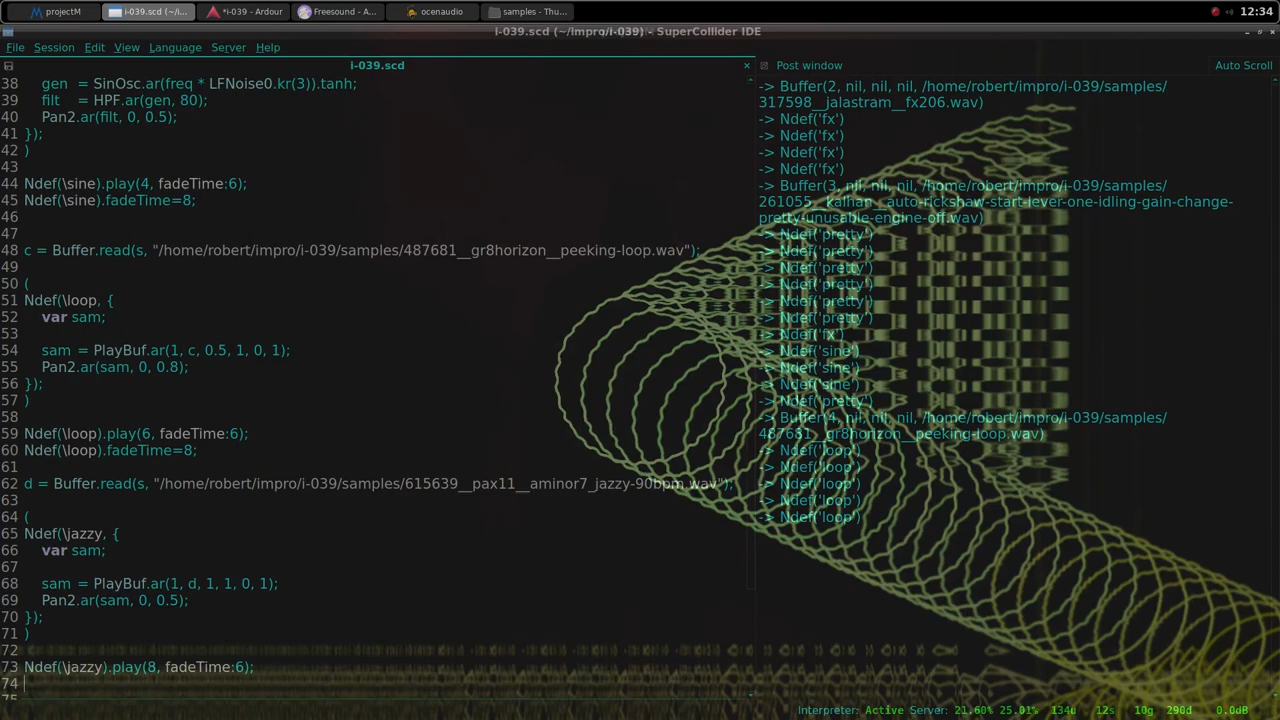 projectM
i-039.scd (~/i...
*i-039 - Ardour
Freesound - A...
ocenaudio
samples - Thu...
12:34
i-039.scd (~/impro/i-039) - SuperCollider IDE
File Session Edit View Language Server Help
i-039.scd
38 gen = SinOsc.ar(freq * LFNoise0.kr(3)).tanh;
39 filt = HPF.ar(gen, 80);
40 Pan2.ar(filt, 0, 0.5);
41 });
42 )
43
44 Ndef(\sine).play(4, fadeTime:6);
45 Ndef(\sine).fadeTime=8;
46
47
48 c = Buffer.read(s, "/home/robert/impro/i-039/samples/487681__gr8horizon__peeking-loop.wav");
49
50 (
51 Ndef(\loop, {
52 var sam;
53
54 sam = PlayBuf.ar(1, c, 0.5, 1, 0, 1);
55 Pan2.ar(sam, 0, 0.8);
56 });
57 )
58
59 Ndef(\loop).play(6, fadeTime:6);
60 Ndef(\loop).fadeTime=8;
61
62 d = Buffer.read(s, "/home/robert/impro/i-039/samples/615639__pax11__aminor7_jazzy-90bpm.wav");
63
64 (
65 Ndef(\jazzy, {
66 var sam;
67
68 sam = PlayBuf.ar(1, d, 1, 1, 0, 1);
69 Pan2.ar(sam, 0, 0.5);
70 });
71 )
72
73 Ndef(\jazzy).play(8, fadeTime:6);
74
75
Post window
Auto Scroll
-> Buffer(2, nil, nil, nil, /home/robert/impro/i-039/samples/
317598__jalastram__fx206.wav)
-> Ndef('fx')
-> Ndef('fx')
-> Ndef('fx')
-> Ndef('fx')
-> Buffer(3, nil, nil, nil, /home/robert/impro/i-039/samples/
261055__kalhan__auto-rickshaw-start-lever-one-idling-gain-change-
pretty-unusable-engine-off.wav)
-> Ndef('pretty')
-> Ndef('pretty')
-> Ndef('pretty')
-> Ndef('pretty')
-> Ndef('pretty')
-> Ndef('pretty')
-> Ndef('fx')
-> Ndef('sine')
-> Ndef('sine')
-> Ndef('sine')
-> Ndef('pretty')
-> Buffer(4, nil, nil, nil, /home/robert/impro/i-039/samples/
487681__gr8horizon__peeking-loop.wav)
-> Ndef('loop')
-> Ndef('loop')
-> Ndef('loop')
-> Ndef('loop')
-> Ndef('loop')
Interpreter: Active Server: 21.60% 25.01% 134u 12s 10g 290d 0.0dB